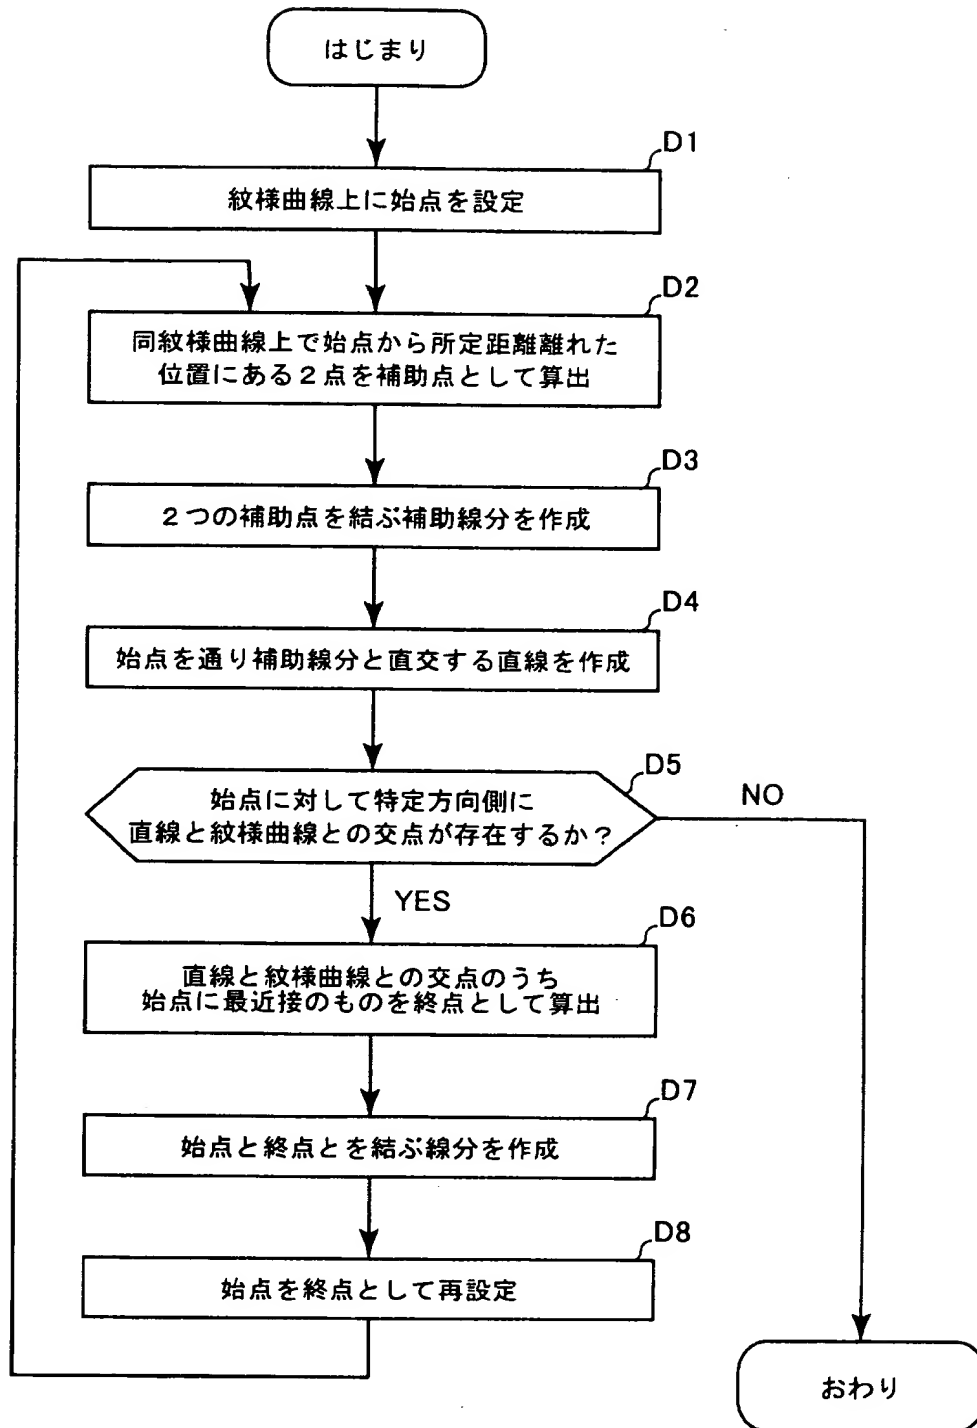 はじまり
D1
紋様曲線上に始点を設定
D2
同紋様曲線上で始点から所定距離離れた
位置にある２点を補助点として算出
D3
２つの補助点を結ぶ補助線分を作成
D4
始点を通り補助線分と直交する直線を作成
D5
始点に対して特定方向側に
直線と紋様曲線との交点が存在するか？
NO
YES
D6
直線と紋様曲線との交点のうち
始点に最近接のものを終点として算出
D7
始点と終点とを結ぶ線分を作成
D8
始点を終点として再設定
おわり